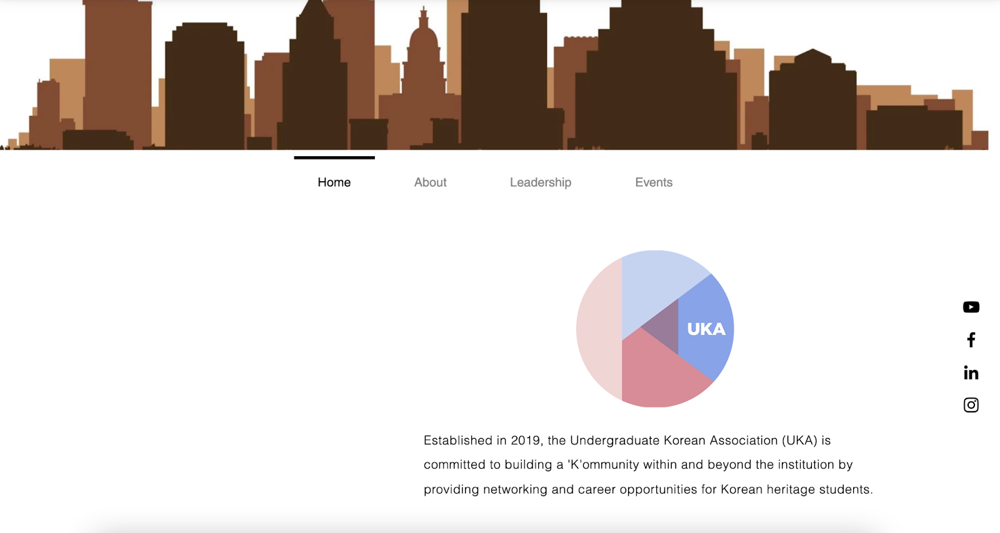 Home
About
Leadership
Events
UKA
Established in 2019, the Undergraduate Korean Association (UKA) is
committed to building a 'K'ommunity within and beyond the institution by
providing networking and career opportunities for Korean heritage students.